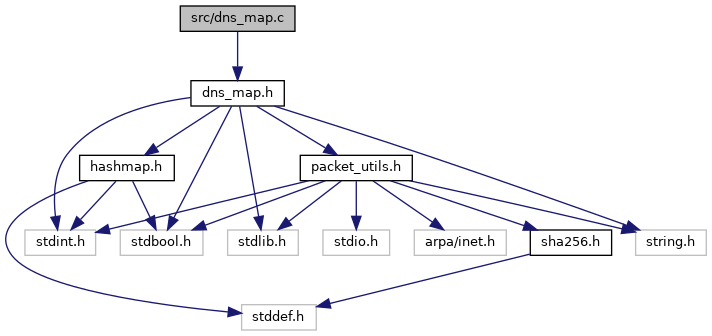 src/dns_map.c
dns_map.h
hashmap.h
packet_utils.h
stdint.h
stdbool.h
stdlib.h
stdio.h
arpa/inet.h
sha256.h
string.h
stddef.h